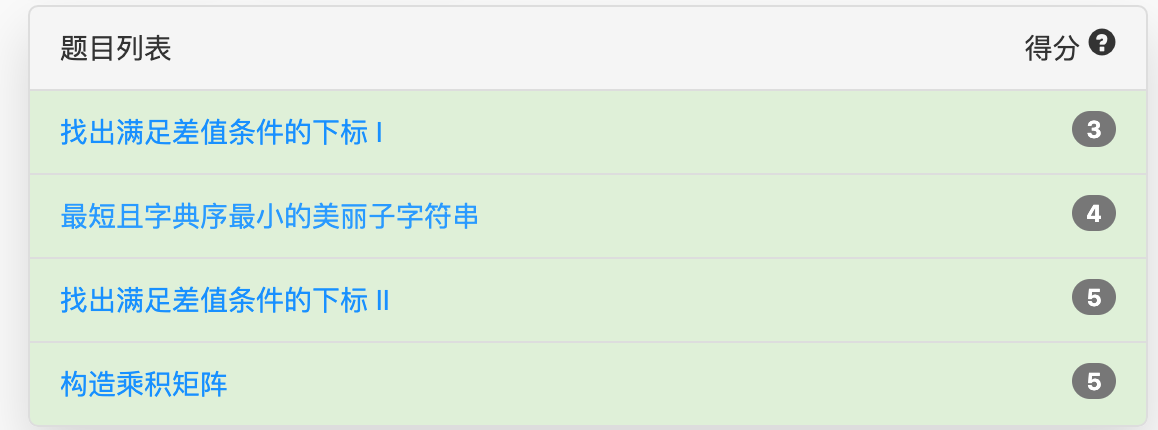 题目列表 得分 ?
找出满足差值条件的下标 I 3
最短且字典序最小的美丽子字符串 4
找出满足差值条件的下标 II 5
构造乘积矩阵 5